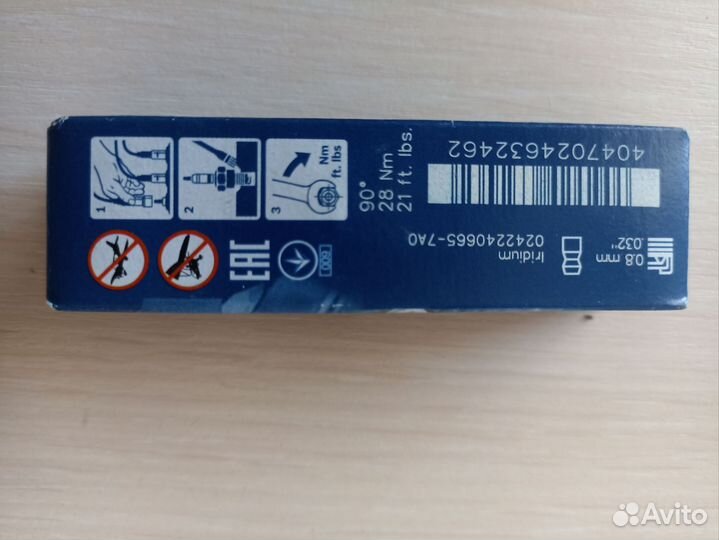 1
2
3
Nm
ft. lbs
90°
28 Nm
21 ft. lbs.
4047024632462
Iridium
0242240665-7A0
0.8 mm
.032"
EAC
009
Avito